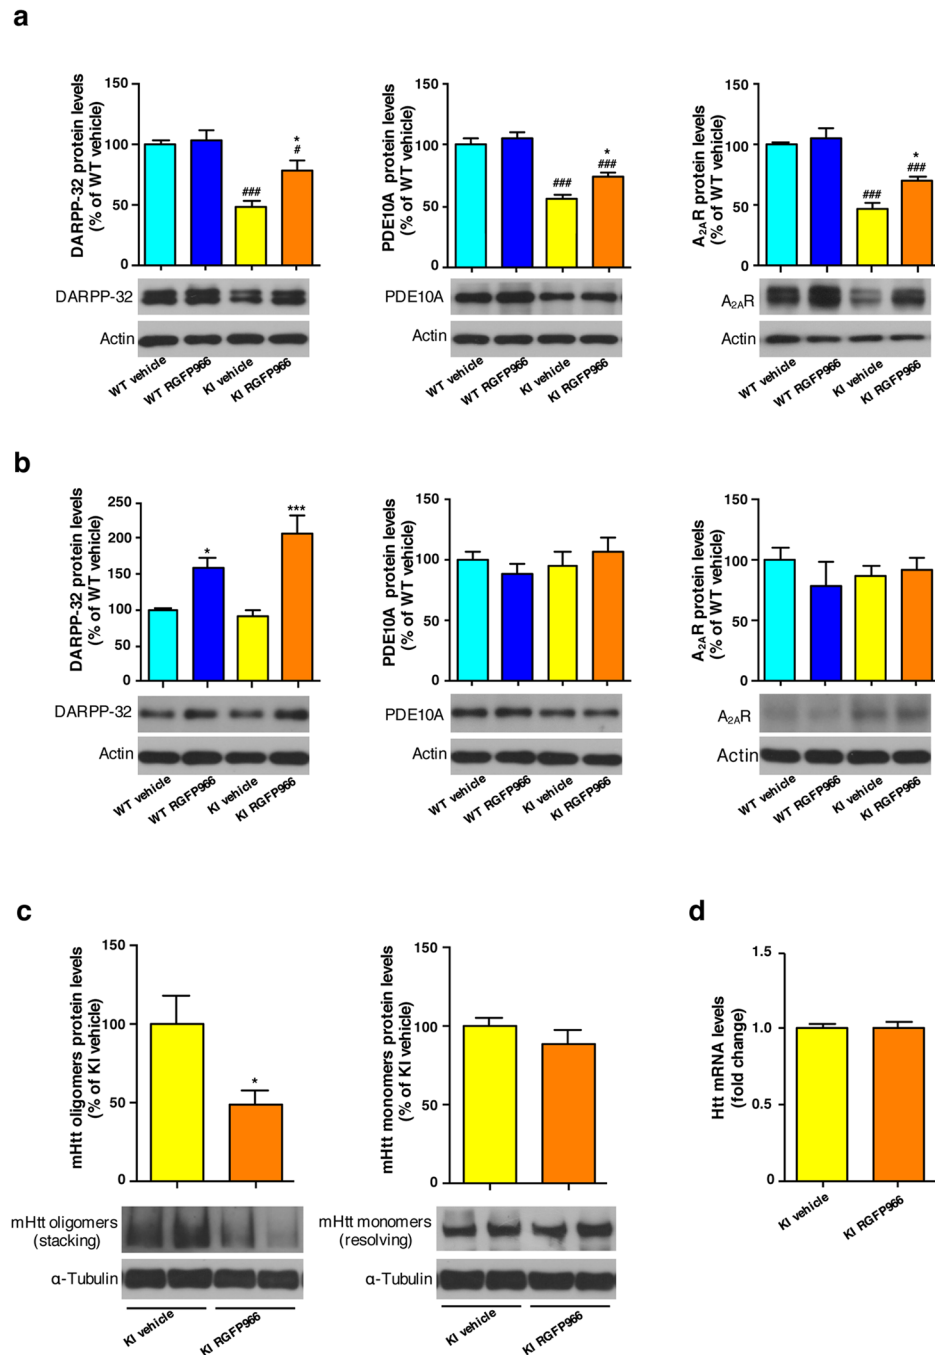 a
DARPP-32 protein levels
(% of WT vehicle)
150
100
50
0
###
*
#
DARPP-32
Actin
WT vehicle
WT RGFP966
KI vehicle
KI RGFP966
PDE10A protein levels
(% of WT vehicle)
150
100
50
0
###
*
###
PDE10A
Actin
WT vehicle
WT RGFP966
KI vehicle
KI RGFP966
A2AR protein levels
(% of WT vehicle)
150
100
50
0
###
*
###
A2AR
Actin
WT vehicle
WT RGFP966
KI vehicle
KI RGFP966
b
DARPP-32 protein levels
(% of WT vehicle)
250
200
150
100
50
0
*
***
DARPP-32
Actin
WT vehicle
WT RGFP966
KI vehicle
KI RGFP966
PDE10A protein levels
(% of WT vehicle)
150
100
50
0
PDE10A
Actin
WT vehicle
WT RGFP966
KI vehicle
KI RGFP966
A2AR protein levels
(% of WT vehicle)
150
100
50
0
A2AR
Actin
WT vehicle
WT RGFP966
KI vehicle
KI RGFP966
c
mHtt oligomers protein levels
(% of KI vehicle)
150
100
50
0
*
mHtt oligomers
(stacking)
α-Tubulin
KI vehicle
KI RGFP966
mHtt monomers protein levels
(% of KI vehicle)
150
100
50
0
mHtt monomers
(resolving)
α-Tubulin
KI vehicle
KI RGFP966
d
Htt mRNA levels
(fold change)
1.5
1.0
0.5
0
KI vehicle
KI RGFP966